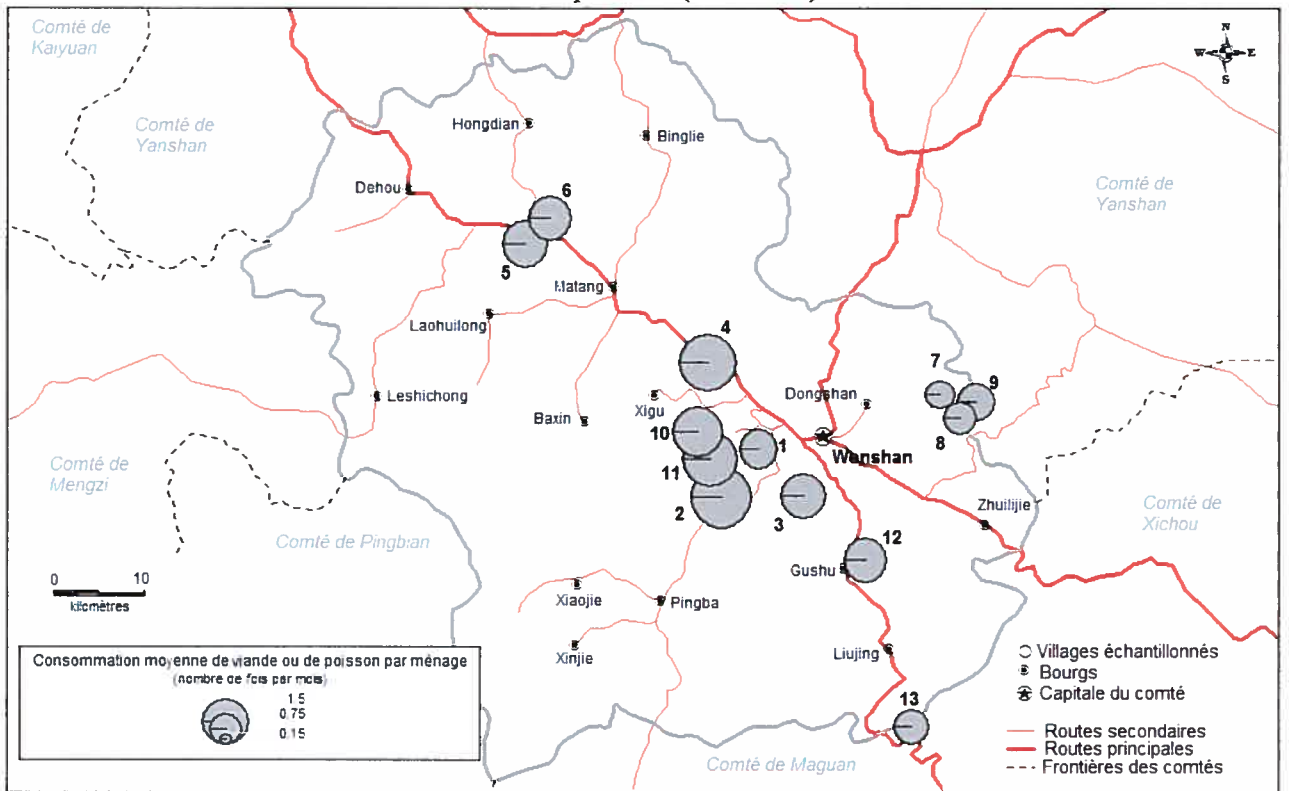 Comté de
Kaiyuan
N
W E
S
Comté de
Yanshan
Hongdian
Binglie
Dehou
Comté de
Yanshan
6
5
Matang
Laohuilong
4
Leshichong
Baxin
Xigu
Dongshan
7
9
8
10
1
Wenshan
11
2
3
Comté de
Mengzi
Zhuilijie
Comté de
Xichou
Comté de Pingbian
12
Gushu
0 10
kilomètres
Xiaojie
Pingba
Xinjie
Liujing
13
Comté de Maguan
Consommation moyenne de viande ou de poisson par ménage
(nombre de fois par mois)
1.5
0.75
0.15
Villages échantillonnés
Bourgs
Capitale du comté
Routes secondaires
Routes principales
Frontières des comtés